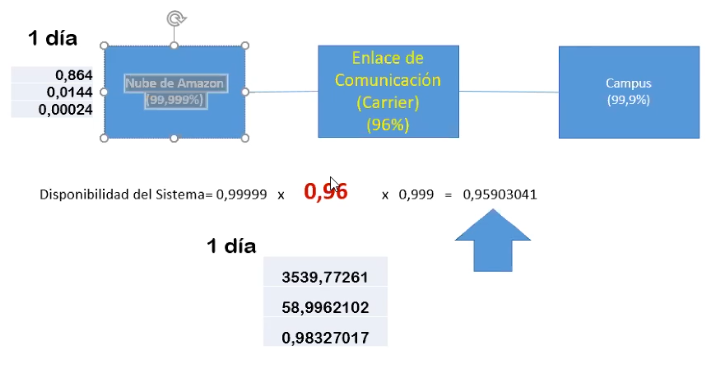 1 día
0,864
0,0144
0,00024
Nube de Amazon
(99,999%)
Enlace de
Comunicación
(Carrier)
(96%)
Campus
(99,9%)
Disponibilidad del Sistema= 0,99999 x 0,96 x 0,999 = 0,95903041
1 día
3539,77261
58,9962102
0,98327017